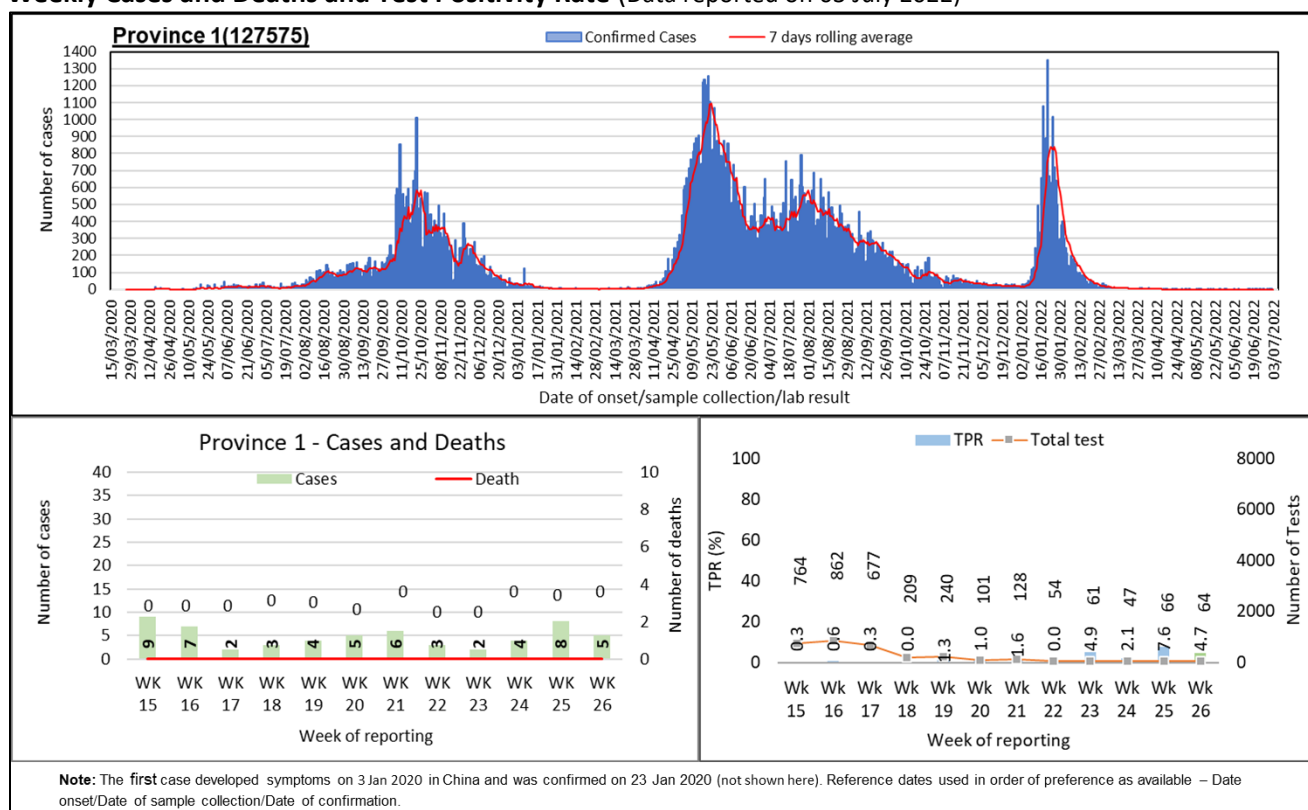 Province 1(127575)
Confirmed Cases 7 days rolling average
1400
1300
1200
1100
1000
900
800
700
600
500
400
300
200
100
0
Number of cases
15/03/2020 29/03/2020 12/04/2020 26/04/2020 10/05/2020 24/05/2020 07/06/2020 21/06/2020 05/07/2020 19/07/2020 02/08/2020 16/08/2020 30/08/2020 13/09/2020 27/09/2020 11/10/2020 25/10/2020 08/11/2020 22/11/2020 06/12/2020 20/12/2020 03/01/2021 17/01/2021 31/01/2021 14/02/2021 28/02/2021 14/03/2021 28/03/2021 11/04/2021 25/04/2021 09/05/2021 23/05/2021 06/06/2021 20/06/2021 04/07/2021 18/07/2021 01/08/2021 15/08/2021 29/08/2021 12/09/2021 26/09/2021 10/10/2021 24/10/2021 07/11/2021 21/11/2021 05/12/2021 19/12/2021 02/01/2022 16/01/2022 30/01/2022 13/02/2022 27/02/2022 13/03/2022 27/03/2022 10/04/2022 24/04/2022 08/05/2022 22/05/2022 05/06/2022 19/06/2022 03/07/2022
Date of onset/sample collection/lab result
Province 1 - Cases and Deaths
Cases Death
40
35
30
25
20
15
10
5
0
Number of cases
10
8
6
4
2
0
Number of deaths
0 0 0 0 0 0 0 0 0 0 0 0
9 7 2 3 4 5 6 3 2 4 8 5
WK WK WK WK WK WK WK WK WK WK WK WK
15 16 17 18 19 20 21 22 23 24 25 26
Week of reporting
TPR Total test
100
80
60
40
20
0
TPR (%)
8000
6000
4000
2000
0
Number of Tests
764 862 677 209 240 101 128 54 61 47 66 64
0.3 0.6 0.3 0.0 1.3 1.0 1.6 0.0 4.9 2.1 7.6 4.7
Wk Wk Wk Wk Wk Wk Wk Wk Wk Wk Wk Wk
15 16 17 18 19 20 21 22 23 24 25 26
Week of reporting
Note: The first case developed symptoms on 3 Jan 2020 in China and was confirmed on 23 Jan 2020 (not shown here). Reference dates used in order of preference as available – Date
onset/Date of sample collection/Date of confirmation.